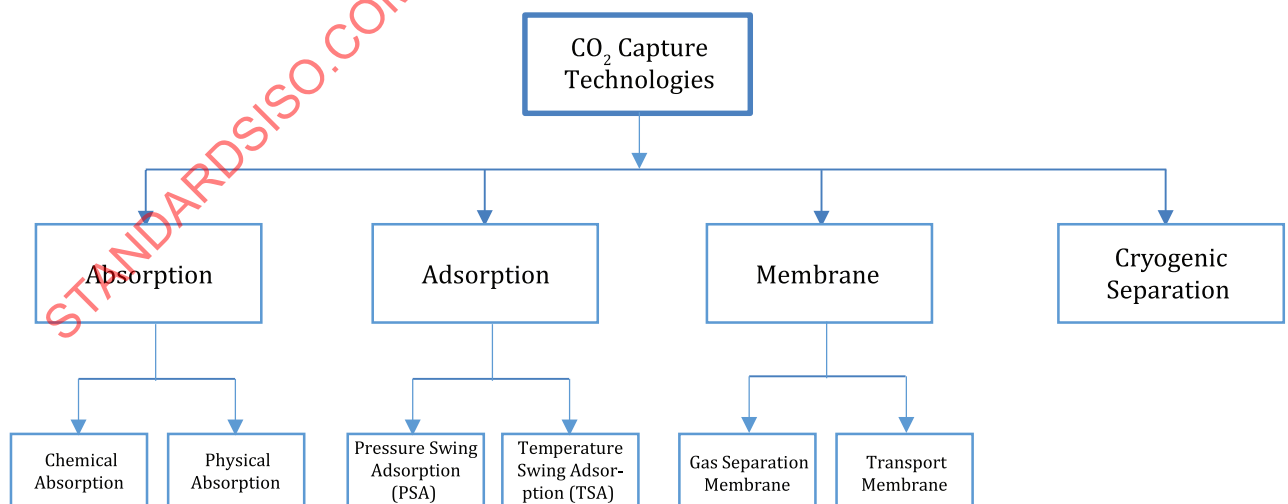 CO₂ Capture
Technologies
STANDARDSISO.COM
Absorption
Adsorption
Membrane
Cryogenic
Separation
Chemical
Absorption
Physical
Absorption
Pressure Swing
Adsorption
(PSA)
Temperature
Swing Adsor-
ption (TSA)
Gas Separation
Membrane
Transport
Membrane